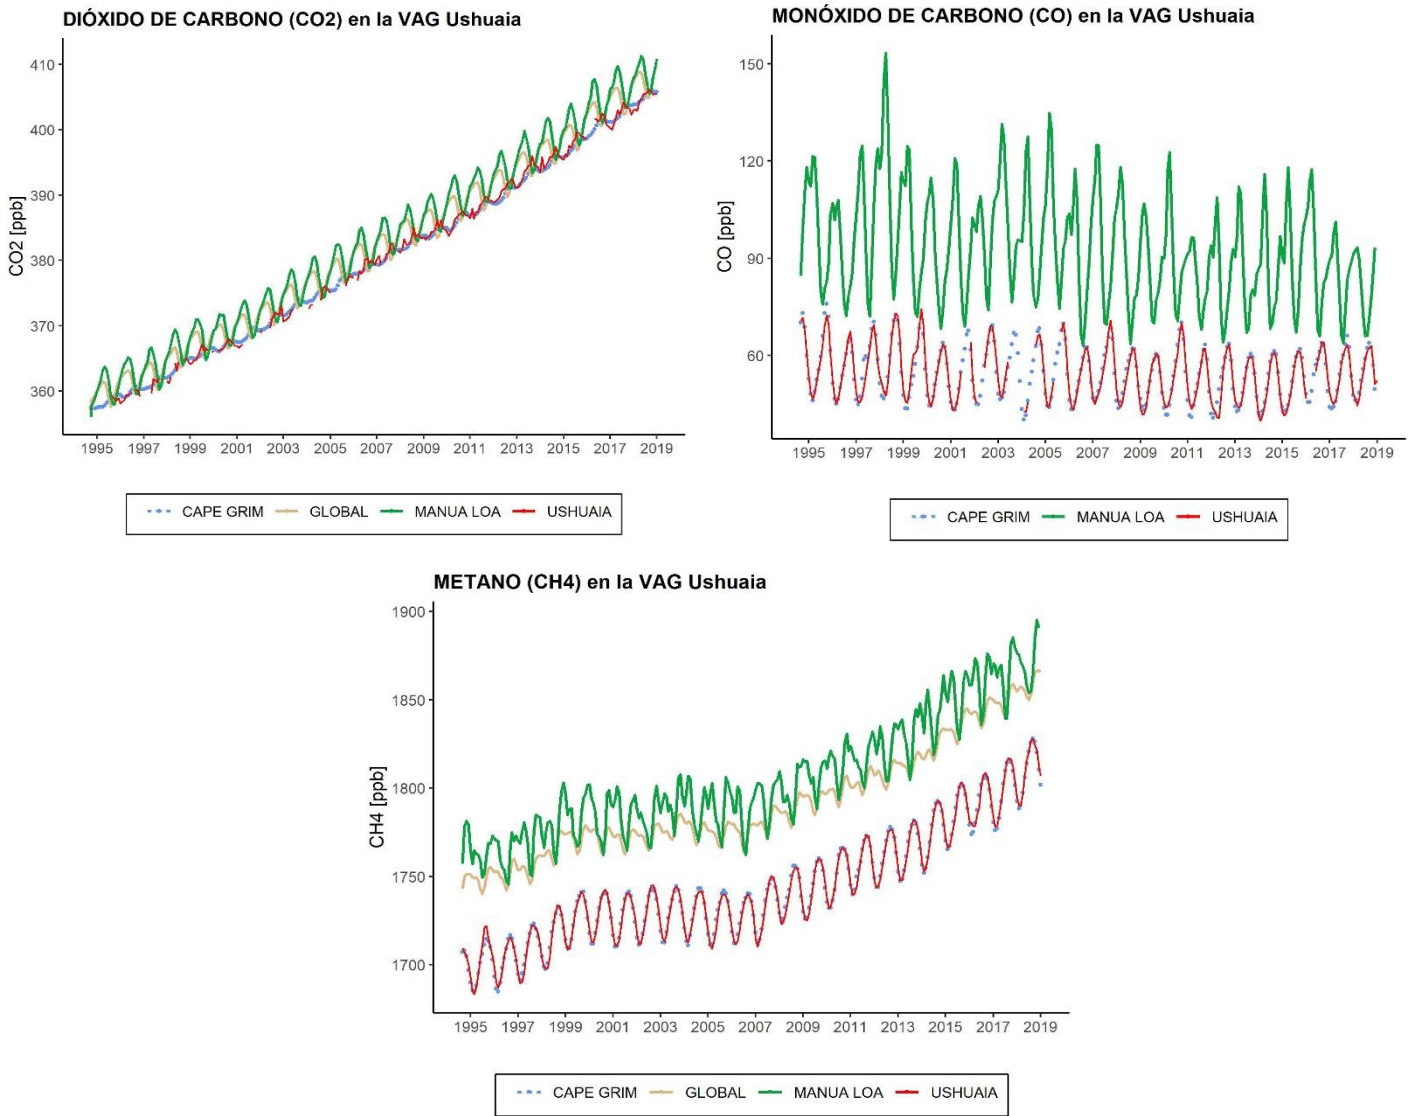 DIÓXIDO DE CARBONO (CO2) en la VAG Ushuaia
410
400
390
380
370
360
CO2 [ppb]
1995 1997 1999 2001 2003 2005 2007 2009 2011 2013 2015 2017 2019
CAPE GRIM GLOBAL MANUA LOA USHUAIA
MONÓXIDO DE CARBONO (CO) en la VAG Ushuaia
150
120
90
60
CO [ppb]
1995 1997 1999 2001 2003 2005 2007 2009 2011 2013 2015 2017 2019
CAPE GRIM MANUA LOA USHUAIA
METANO (CH4) en la VAG Ushuaia
1900
1850
1800
1750
1700
CH4 [ppb]
1995 1997 1999 2001 2003 2005 2007 2009 2011 2013 2015 2017 2019
CAPE GRIM GLOBAL MANUA LOA USHUAIA